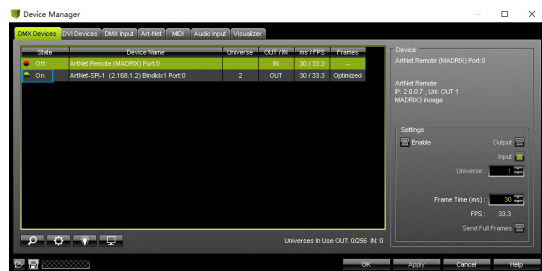 Device Manager
DMX Devices DVI Devices DMX Input Art-Net MIDI Audio Input Visualizer
State Device Name Universe OUT / IN ms / FPS Frames
Off ArtNet Remote (MADRIX) Port:0 IN 30 / 33.3 ---
On ArtNet-SPI-1 (2.168.1.2) BindIdx1 Port:0 2 OUT 30 / 33.3 Optimized
Device
ArtNet Remote (MADRIX) Port:0
ArtNet Remote
IP: 2.0.0.7 , Uni: OUT 1
MADRIX3 inoage
Settings
Enable Output
Input
Universe : 1
Frame Time (ms) : 30
FPS : 33.3
Send Full Frames
Universes In Use OUT: 0/256 IN: 0
OK Apply Cancel Help